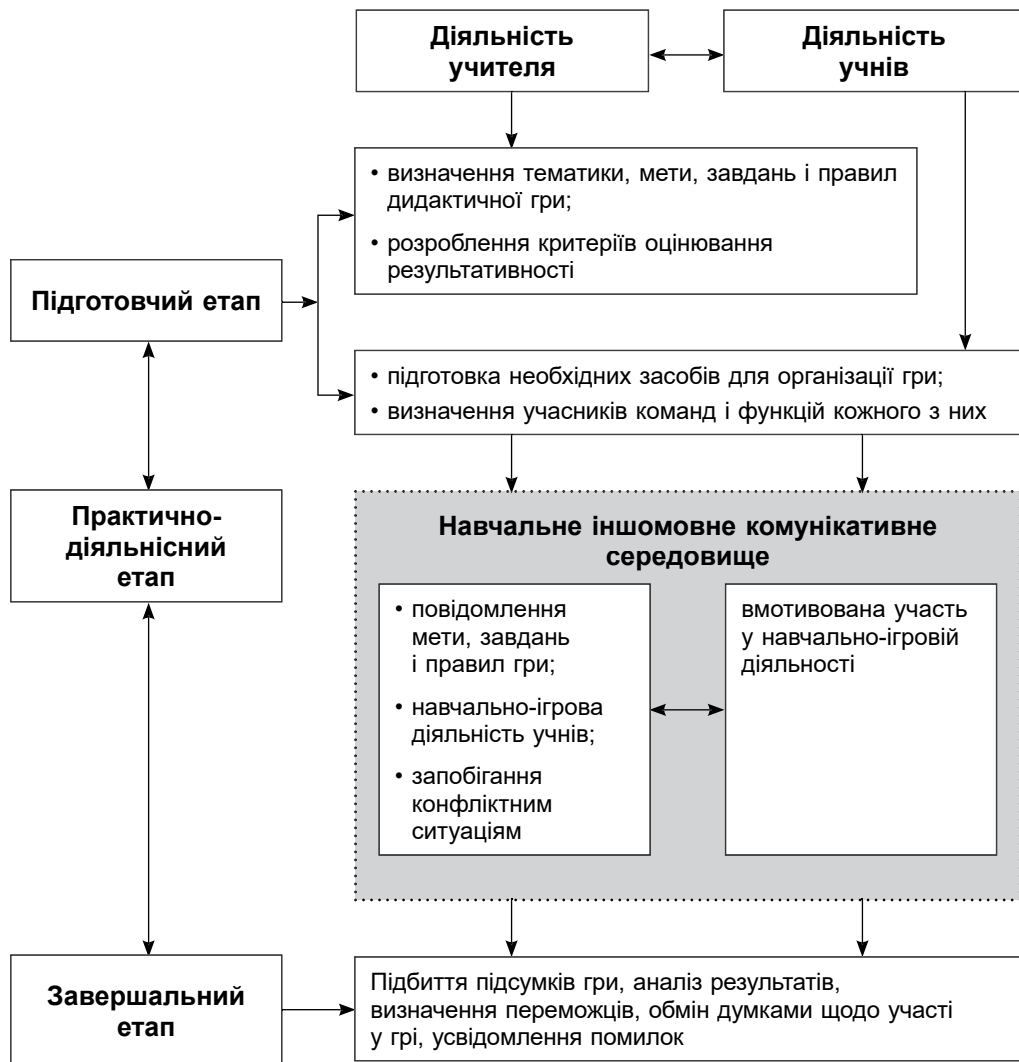 Діяльність
учителя
Діяльність
учнів
• визначення тематики, мети, завдань і правил
дидактичної гри;
• розроблення критеріїв оцінювання
результативності
Підготовчий етап
• підготовка необхідних засобів для організації гри;
• визначення учасників команд і функцій кожного з них
Практично-
діяльнісний
етап
Навчальне іншомовне комунікативне
середовище
• повідомлення
мети, завдань
і правил гри;
• навчально-ігрова
діяльність учнів;
• запобігання
конфліктним
ситуаціям
вмотивована участь
у навчально-ігровій
діяльності
Завершальний
етап
Підбиття підсумків гри, аналіз результатів,
визначення переможців, обмін думками щодо участі
у грі, усвідомлення помилок